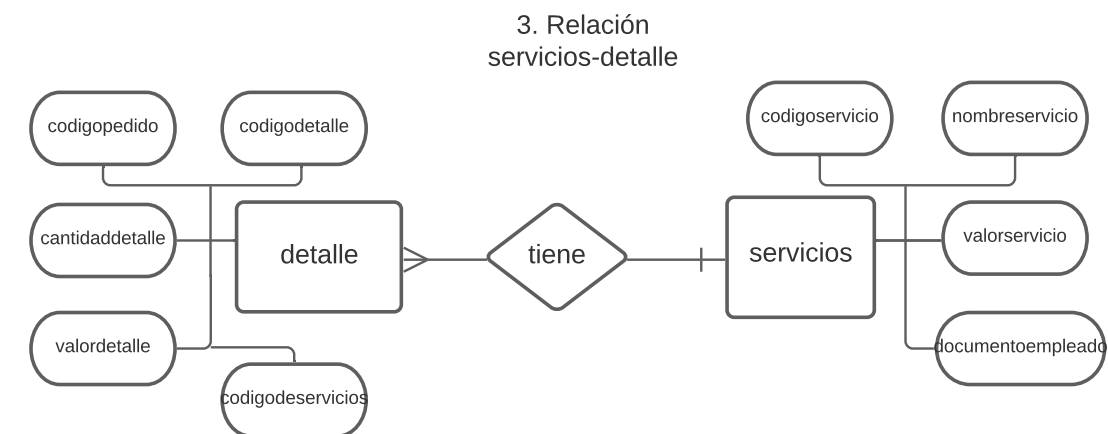 3. Relación
servicios-detalle
codigopedido
codigodetalle
codigoservicio
nombreservicio
cantidaddetalle
detalle
tiene
servicios
valorservicio
valordetalle
documentoempleado
codigodeservicios